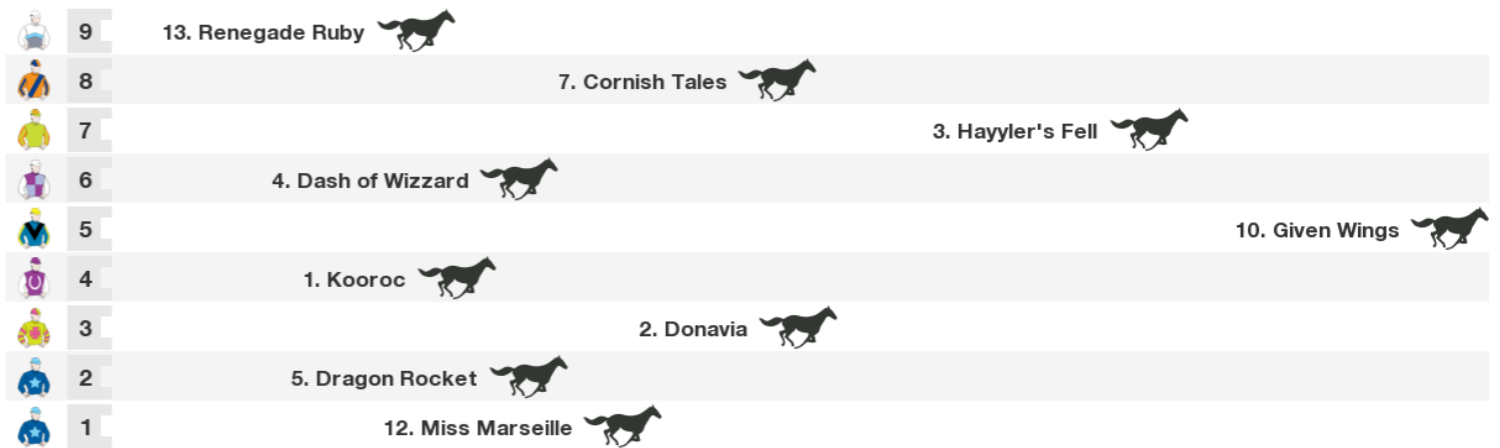 9 13. Renegade Ruby
8 7. Cornish Tales
7 3. Hayyler's Fell
6 4. Dash of Wizzard
5 10. Given Wings
4 1. Kooroc
3 2. Donavia
2 5. Dragon Rocket
1 12. Miss Marseille